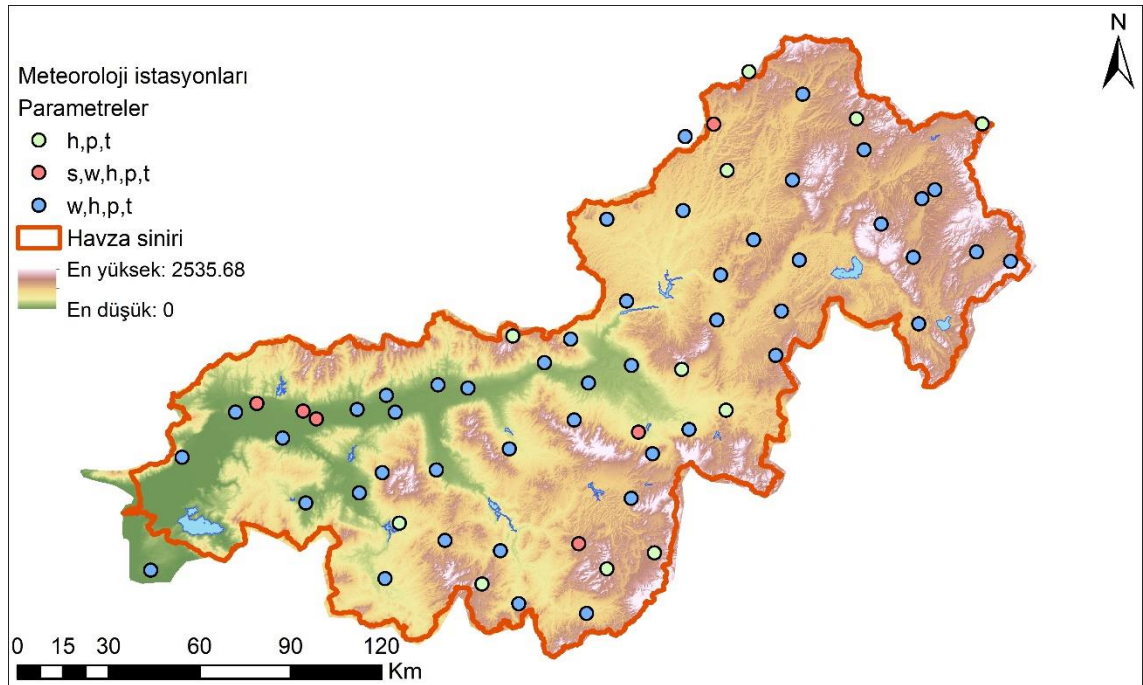 N
Meteoroloji istasyonları
Parametreler
h,p,t
s,w,h,p,t
w,h,p,t
Havza siniri
En yüksek: 2535.68
En düşük: 0
0 15 30 60 90 120
Km